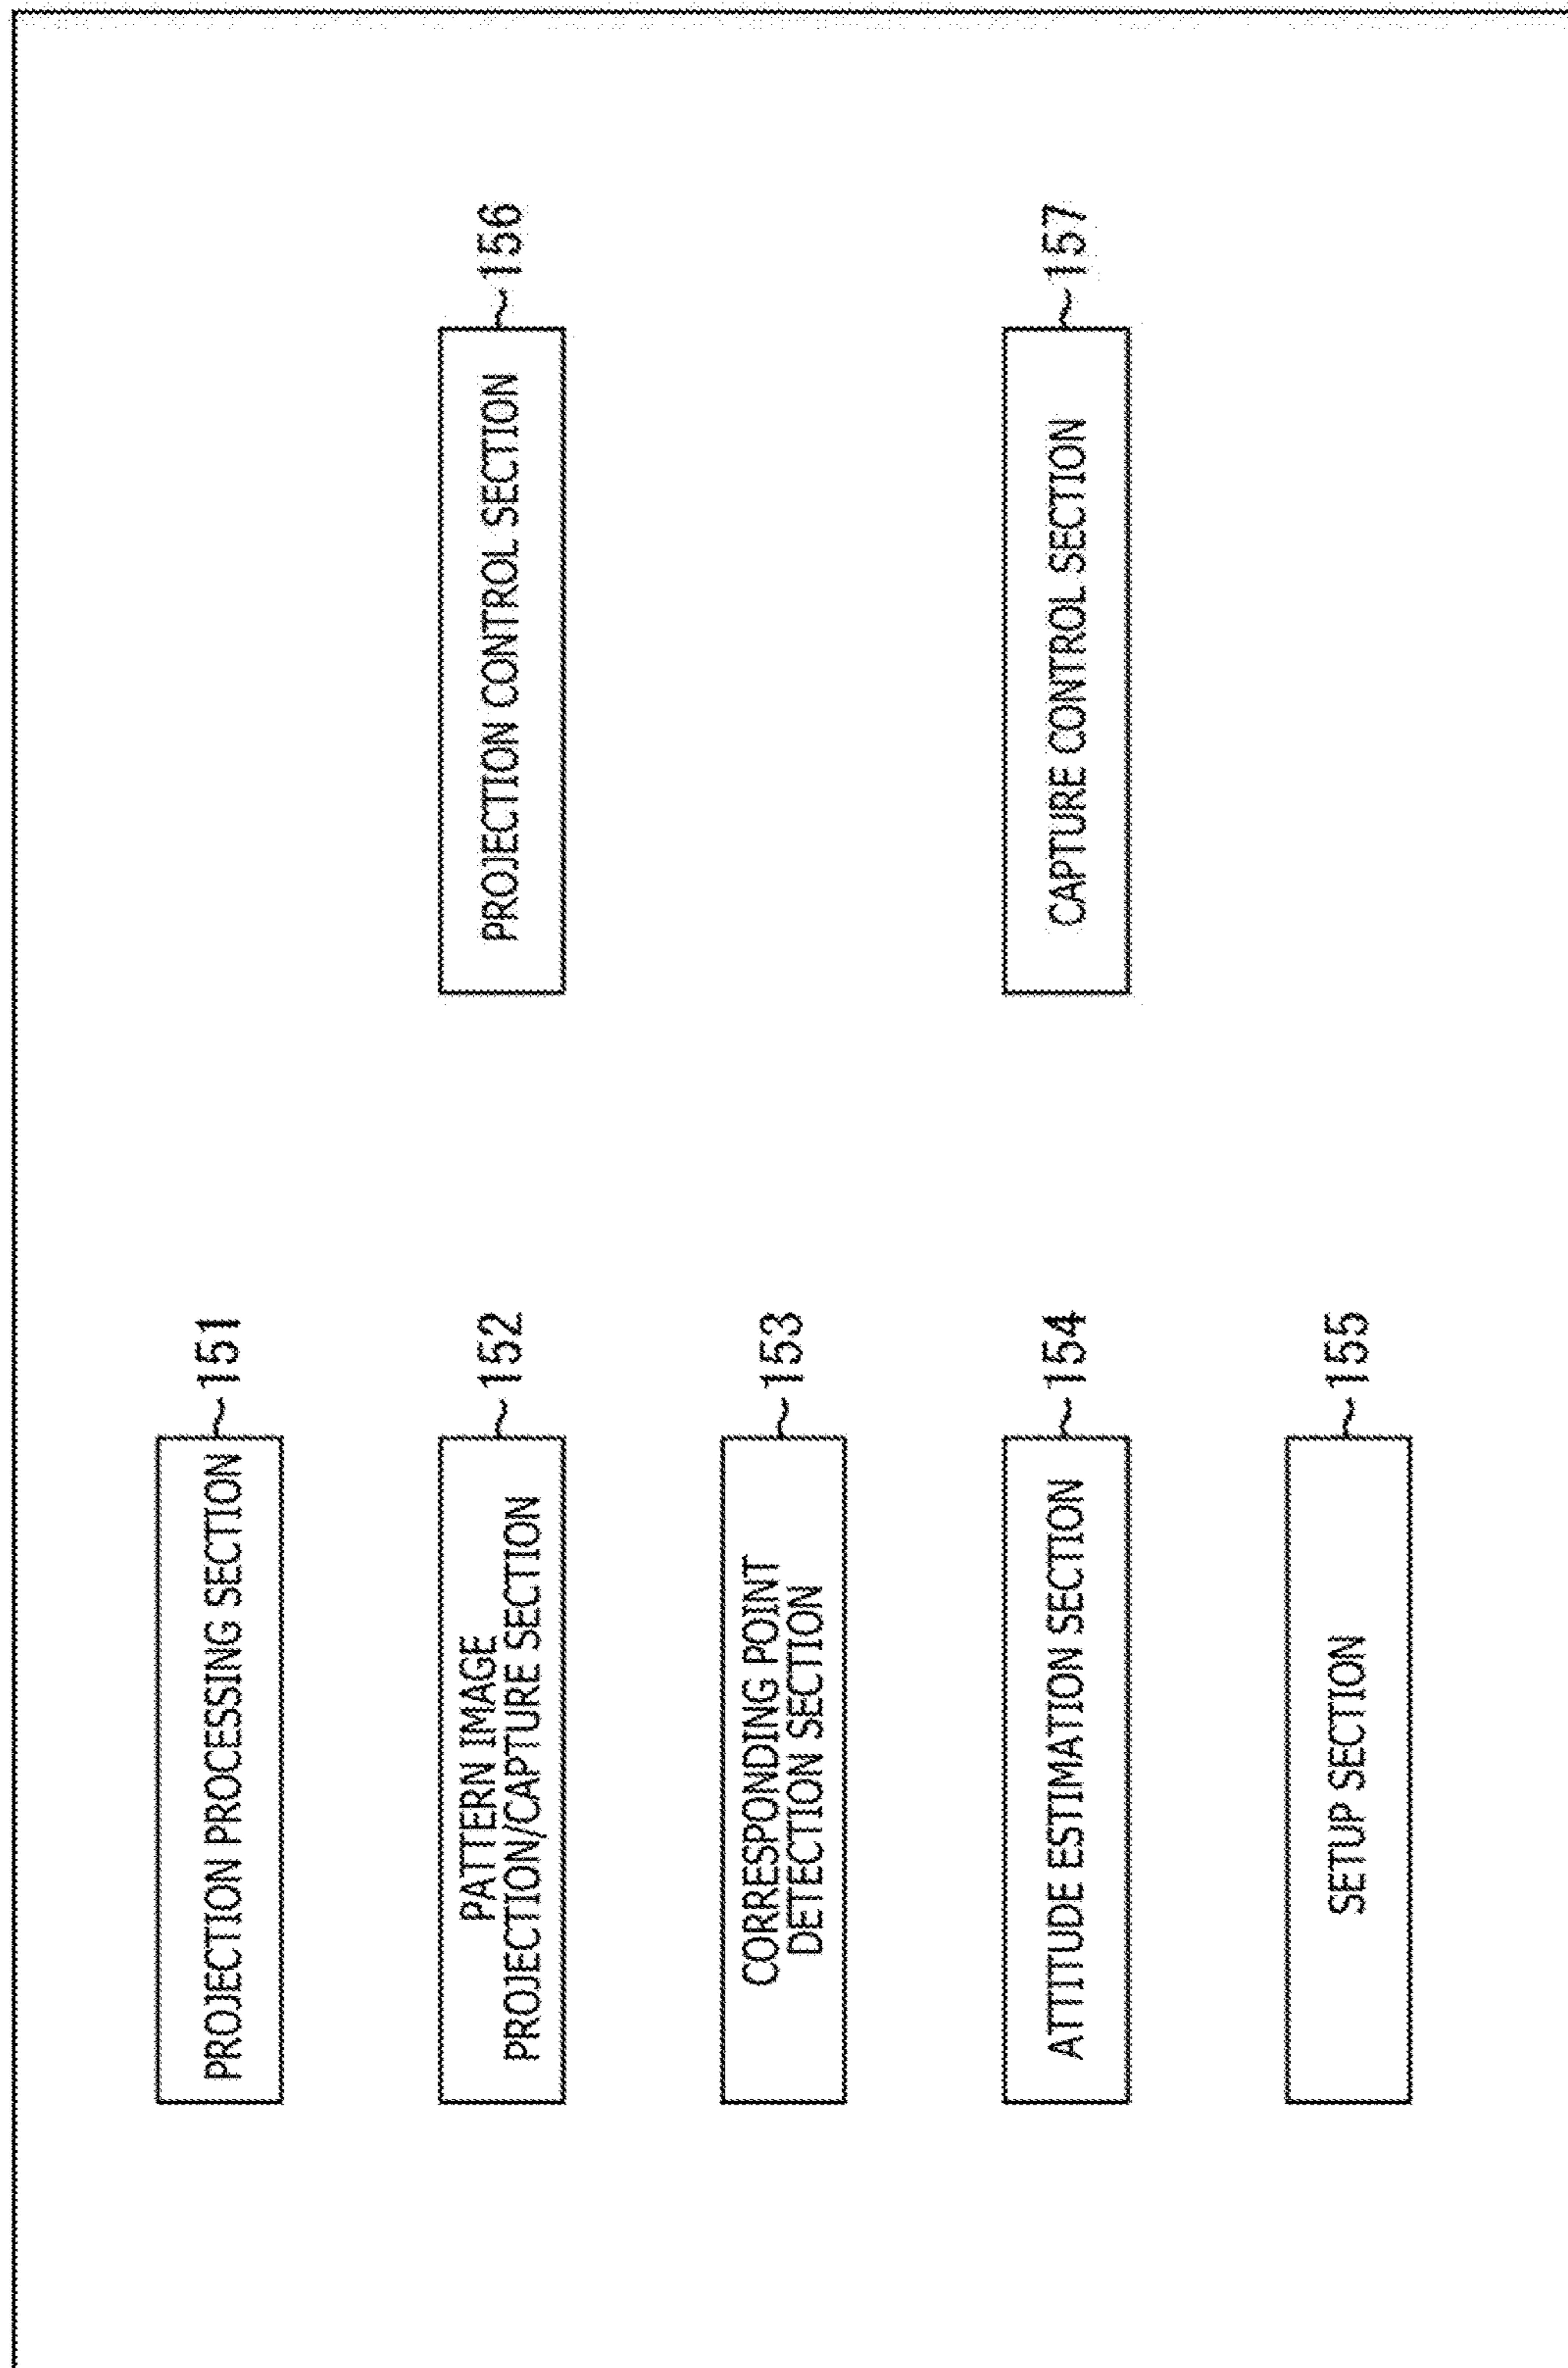 PROJECTION PROCESSING SECTION
151
PATTERN IMAGE
PROJECTION/CAPTURE SECTION
152
CORRESPONDING POINT
DETECTION SECTION
153
ATTITUDE ESTIMATION SECTION
154
SETUP SECTION
155
PROJECTION CONTROL SECTION
156
CAPTURE CONTROL SECTION
157